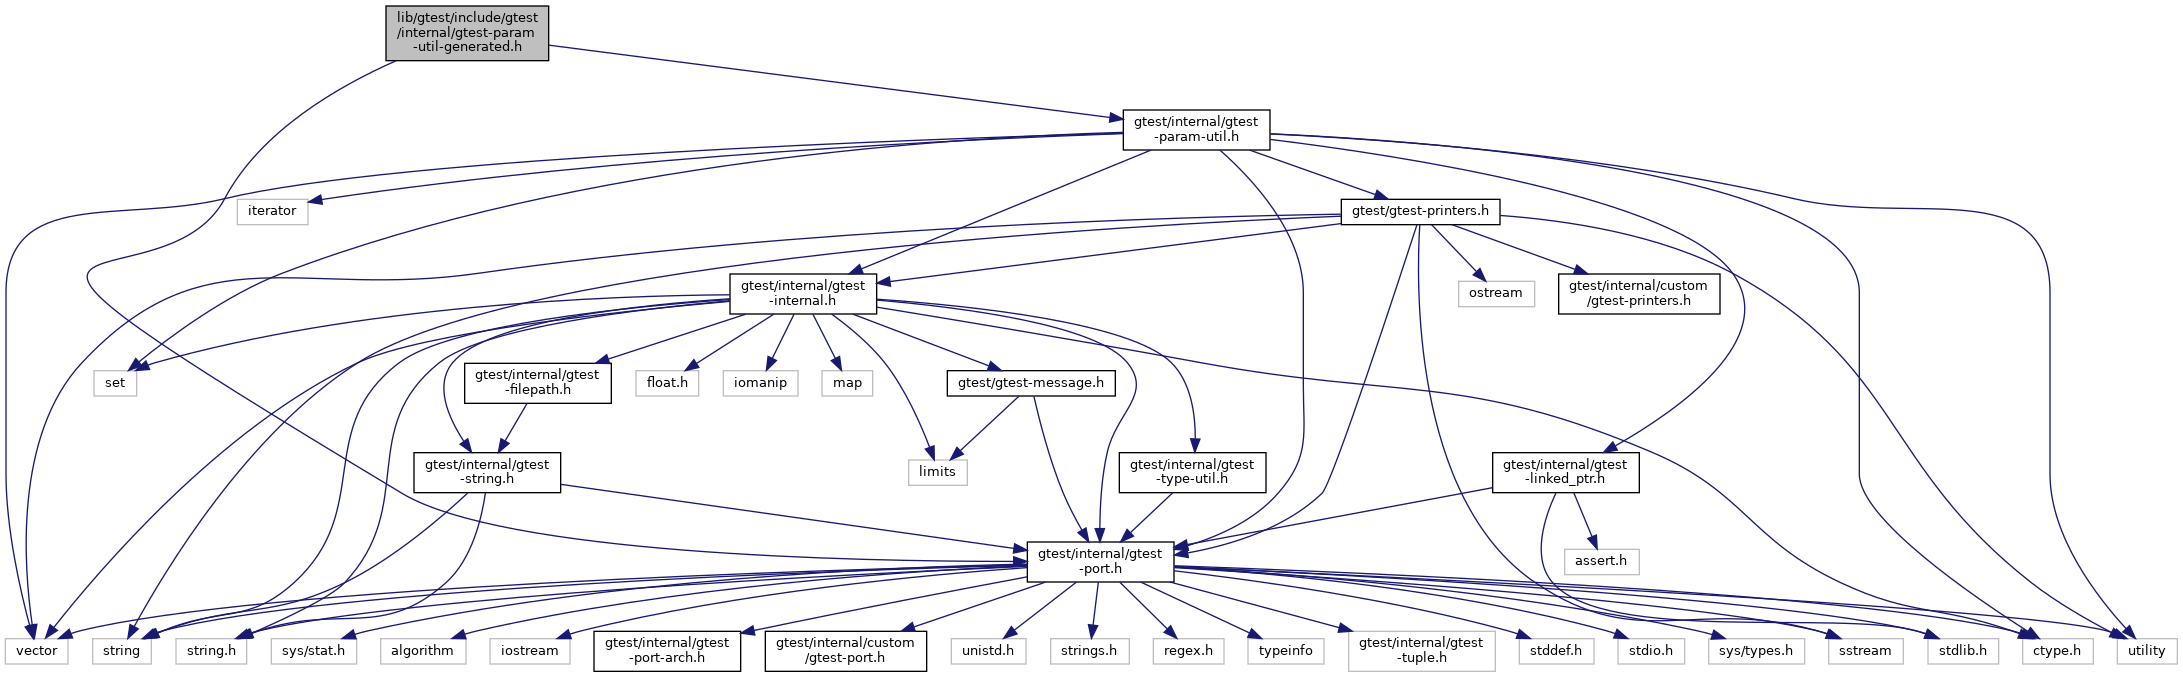 lib/gtest/include/gtest
/internal/gtest-param
-util-generated.h
gtest/internal/gtest
-param-util.h
iterator
gtest/gtest-printers.h
gtest/internal/gtest
-internal.h
ostream
gtest/internal/custom
/gtest-printers.h
set
gtest/internal/gtest
-filepath.h
float.h
iomanip
map
gtest/gtest-message.h
gtest/internal/gtest
-string.h
limits
gtest/internal/gtest
-type-util.h
gtest/internal/gtest
-linked_ptr.h
gtest/internal/gtest
-port.h
assert.h
vector
string
string.h
sys/stat.h
algorithm
iostream
gtest/internal/gtest
-port-arch.h
gtest/internal/custom
/gtest-port.h
unistd.h
strings.h
regex.h
typeinfo
gtest/internal/gtest
-tuple.h
stddef.h
stdio.h
sys/types.h
sstream
stdlib.h
ctype.h
utility